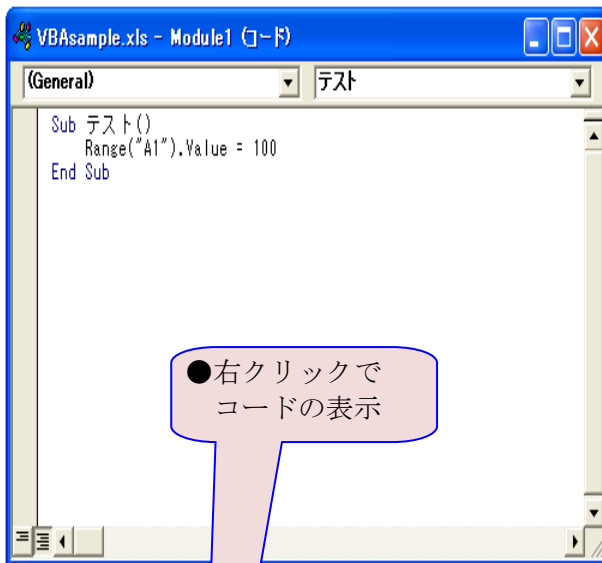 VBAsample.xls - Module1 (コード)
(General)
テスト
Sub テスト()
Range("A1").Value = 100
End Sub
●右クリックで
コードの表示